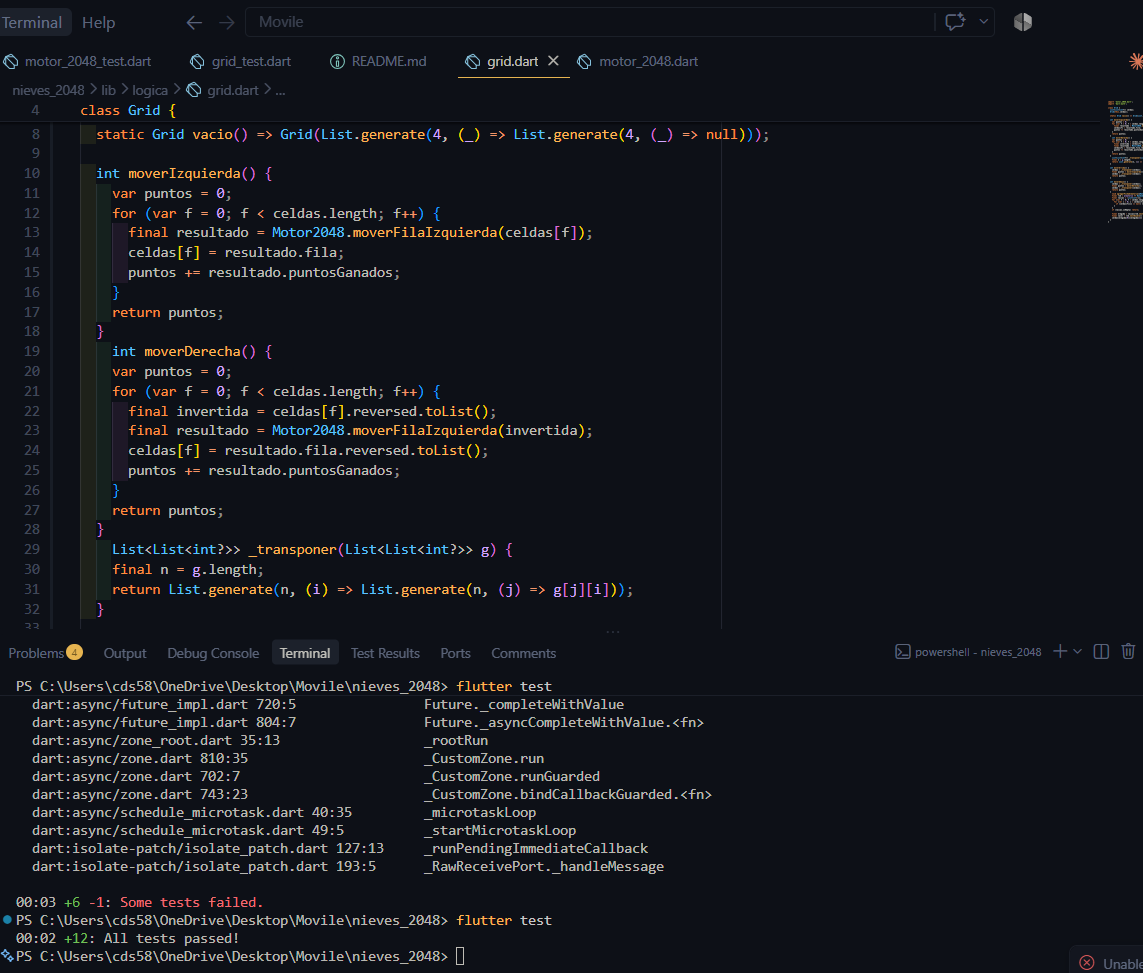 Terminal Help Movile
motor_2048_test.dart grid_test.dart README.md grid.dart motor_2048.dart
nieves_2048 > lib > logica > grid.dart > ...
4 class Grid {
8 static Grid vacio() => Grid(List.generate(4, (_) => List.generate(4, (_) => null)));
9
10 int moverIzquierda() {
11 var puntos = 0;
12 for (var f = 0; f < celdas.length; f++) {
13 final resultado = Motor2048.moverFilaIzquierda(celdas[f]);
14 celdas[f] = resultado.fila;
15 puntos += resultado.puntosGanados;
16 }
17 return puntos;
18 }
19 int moverDerecha() {
20 var puntos = 0;
21 for (var f = 0; f < celdas.length; f++) {
22 final invertida = celdas[f].reversed.toList();
23 final resultado = Motor2048.moverFilaIzquierda(invertida);
24 celdas[f] = resultado.fila.reversed.toList();
25 puntos += resultado.puntosGanados;
26 }
27 return puntos;
28 }
29 List<List<int?>> _transponer(List<List<int?>> g) {
30 final n = g.length;
31 return List.generate(n, (i) => List.generate(n, (j) => g[j][i]));
32 }
33
Problems 4 Output Debug Console Terminal Test Results Ports Comments powershell - nieves_2048
PS C:\Users\cds58\OneDrive\Desktop\Movile\nieves_2048> flutter test
dart:async/future_impl.dart 720:5 Future._completeWithValue
dart:async/future_impl.dart 804:7 Future._asyncCompleteWithValue.<fn>
dart:async/zone_root.dart 35:13 _rootRun
dart:async/zone.dart 810:35 _CustomZone.run
dart:async/zone.dart 702:7 _CustomZone.runGuarded
dart:async/zone.dart 743:23 _CustomZone.bindCallbackGuarded.<fn>
dart:async/schedule_microtask.dart 40:35 _microtaskLoop
dart:async/schedule_microtask.dart 49:5 _startMicrotaskLoop
dart:isolate-patch/isolate_patch.dart 127:13 _runPendingImmediateCallback
dart:isolate-patch/isolate_patch.dart 193:5 _RawReceivePort._handleMessage
00:03 +6 -1: Some tests failed.
PS C:\Users\cds58\OneDrive\Desktop\Movile\nieves_2048> flutter test
00:02 +12: All tests passed!
PS C:\Users\cds58\OneDrive\Desktop\Movile\nieves_2048>
Unable